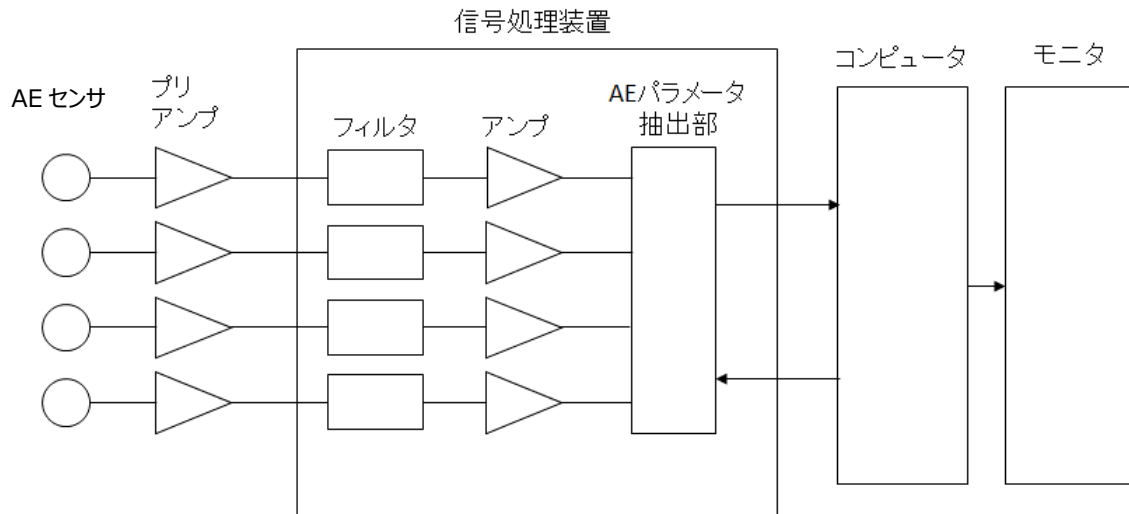 信号処理装置
コンピュータ
モニタ
AE センサ
プリ
アンプ
フィルタ
アンプ
AEパラメータ
抽出部